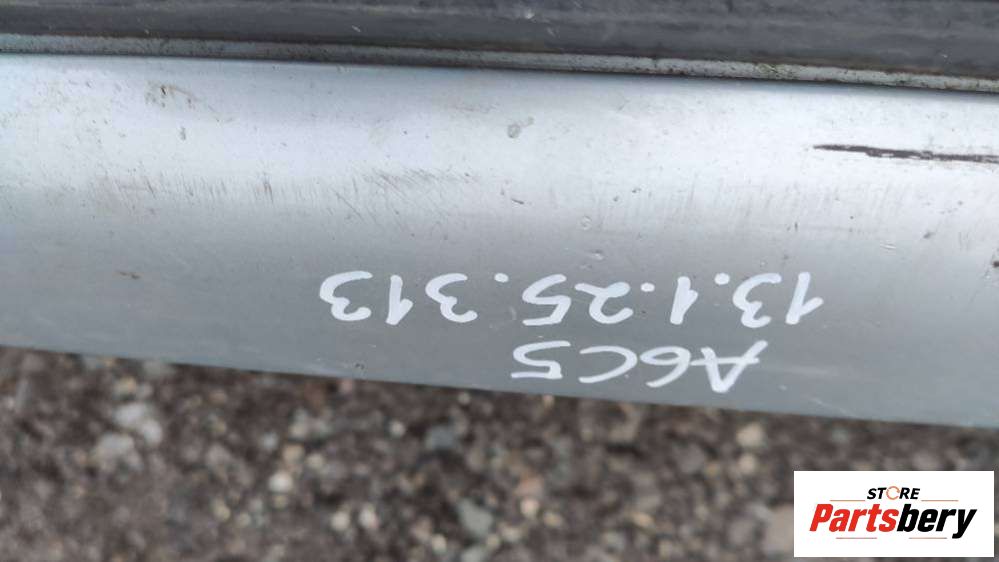 A6C5
13.1.25.313
STORE
Partsbery